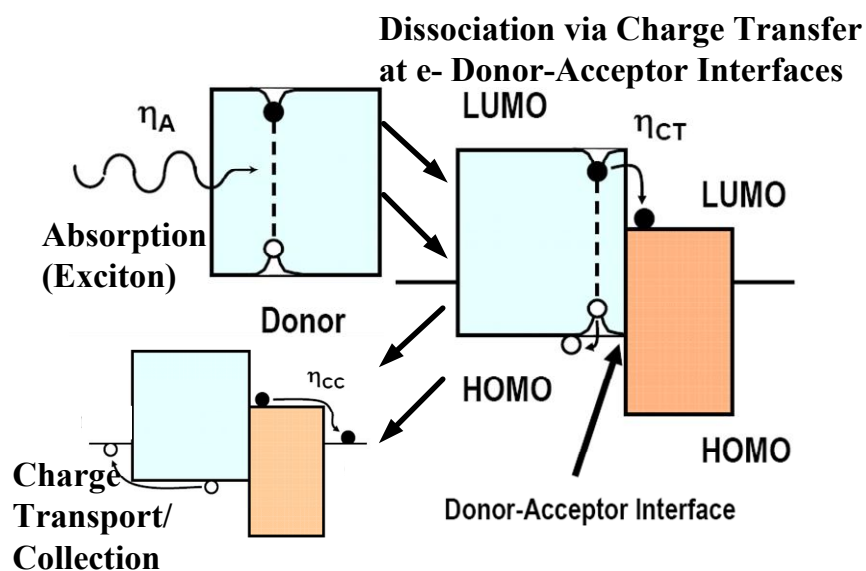 Dissociation via Charge Transfer
at e- Donor-Acceptor Interfaces
LUMO
ηA
ηCT
LUMO
Absorption
(Exciton)
Donor
ηCC
HOMO
HOMO
Charge
Transport/
Collection
Donor-Acceptor Interface